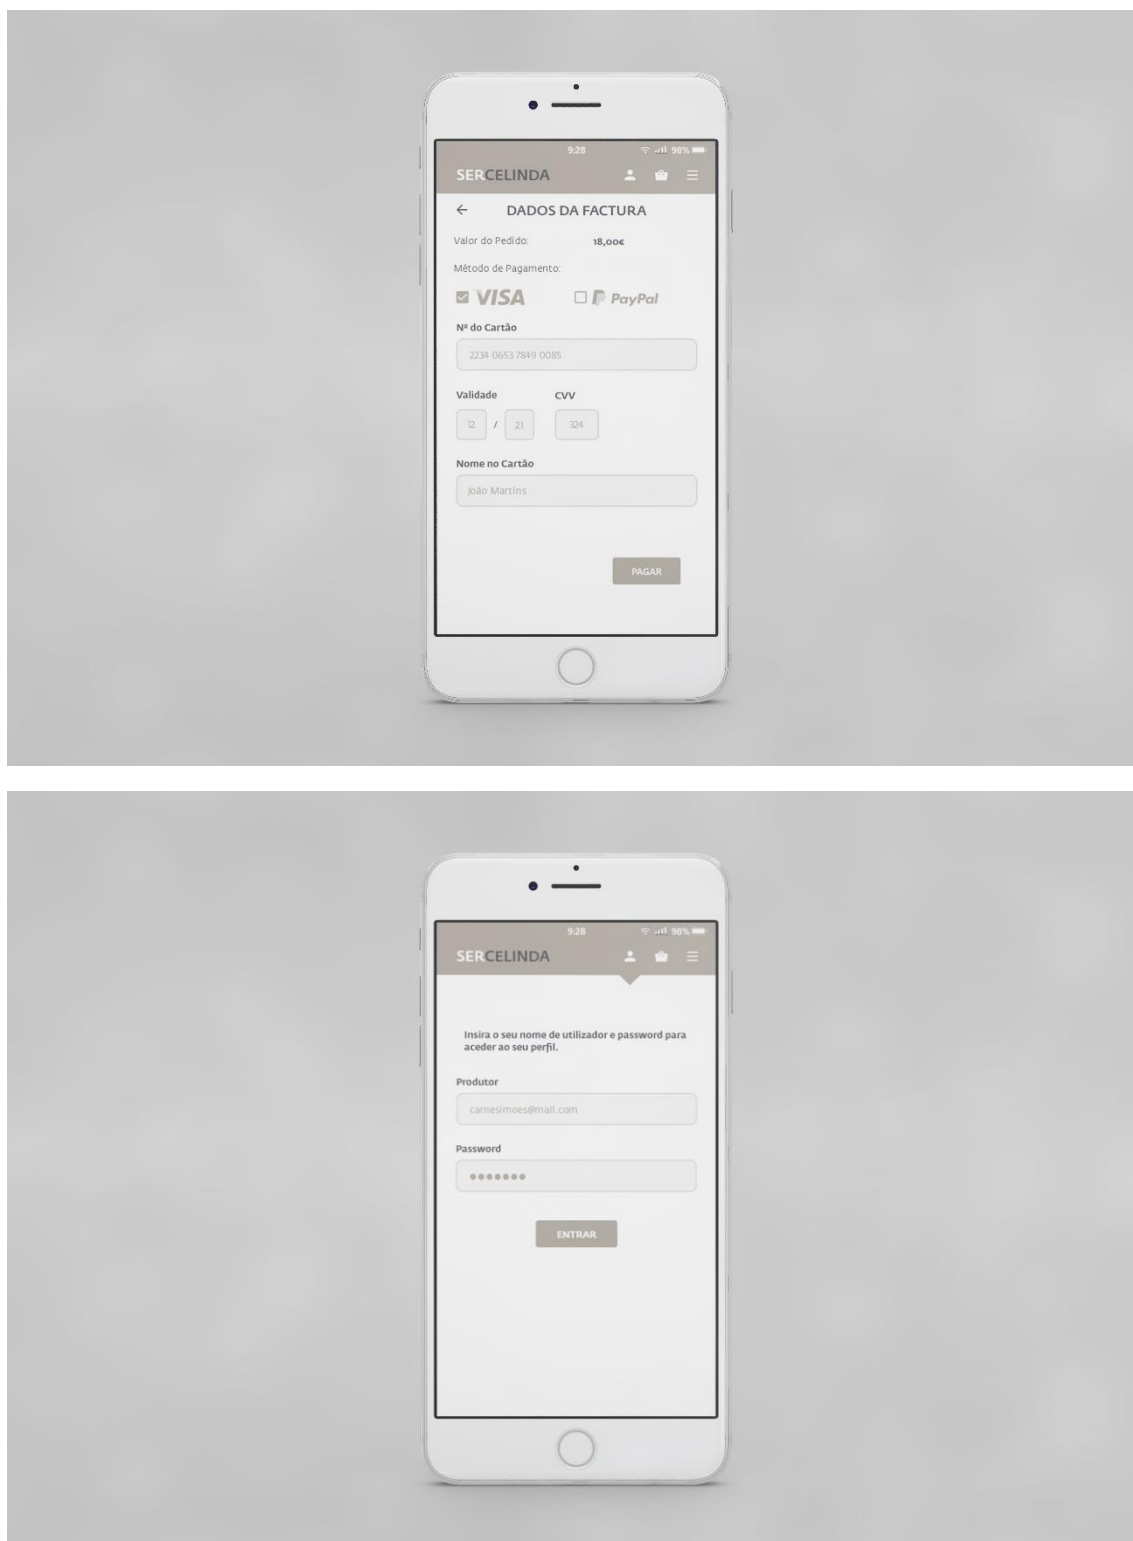 9:28 98%
SERCELINDA
DADOS DA FACTURA
Valor do Pedido: 18,00€
Método de Pagamento:
VISA PayPal
Nº do Cartão
2234 0653 7849 0085
Validade CVV
12 / 21 324
Nome no Cartão
João Martins
PAGAR
9:28 98%
SERCELINDA
Insira o seu nome de utilizador e password para
aceder ao seu perfil.
Produtor
carnesimoes@mail.com
Password
ENTRAR